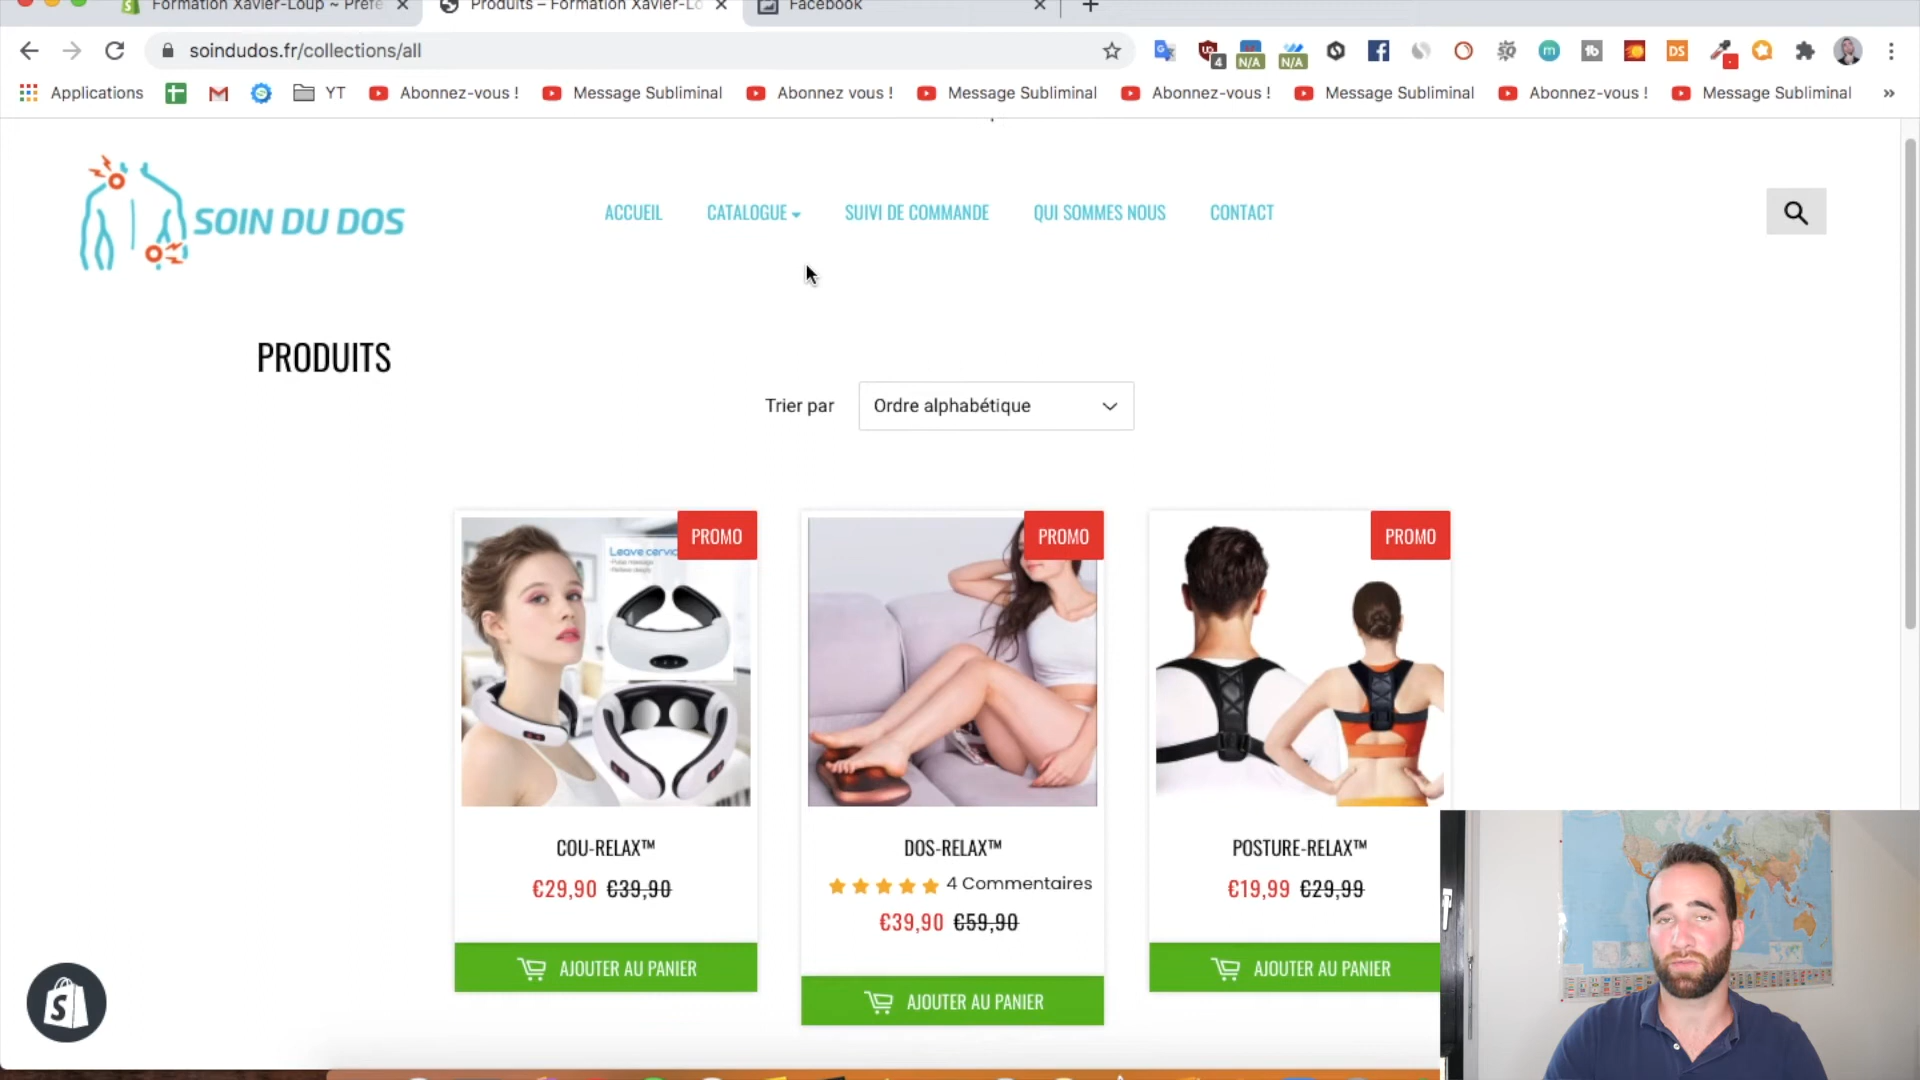 Formation Xavier-Loup ~ Préfé
Produits – Formation Xavier-Lo
Facebook
soindudos.fr/collections/all
4
N/A
N/A
Applications
YT
Abonnez-vous !
Message Subliminal
Abonnez vous !
Message Subliminal
Abonnez-vous !
Message Subliminal
Abonnez-vous !
Message Subliminal
SOIN DU DOS
ACCUEIL
CATALOGUE
SUIVI DE COMMANDE
QUI SOMMES NOUS
CONTACT
PRODUITS
Trier par
Ordre alphabétique
PROMO
PROMO
PROMO
Leave cervic
COU-RELAX™
€29,90 €39,90
AJOUTER AU PANIER
DOS-RELAX™
4 Commentaires
€39,90 €59,90
AJOUTER AU PANIER
POSTURE-RELAX™
€19,99 €29,99
AJOUTER AU PANIER